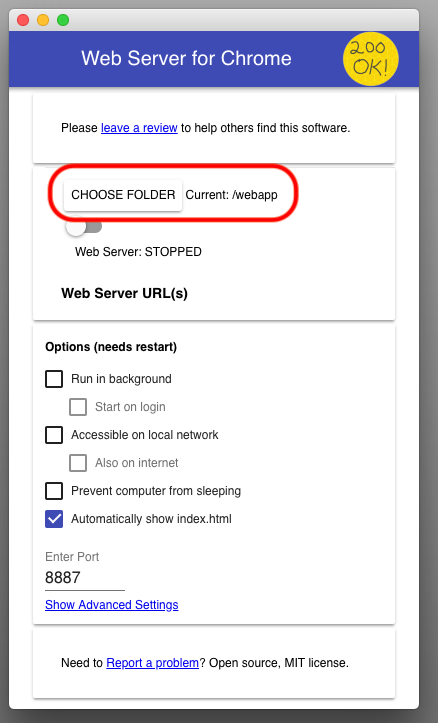 Web Server for Chrome
200
OK!
Please leave a review to help others find this software.
CHOOSE FOLDER Current: /webapp
Web Server: STOPPED
Web Server URL(s)
Options (needs restart)
Run in background
Start on login
Accessible on local network
Also on internet
Prevent computer from sleeping
Automatically show index.html
Enter Port
8887
Show Advanced Settings
Need to Report a problem? Open source, MIT license.